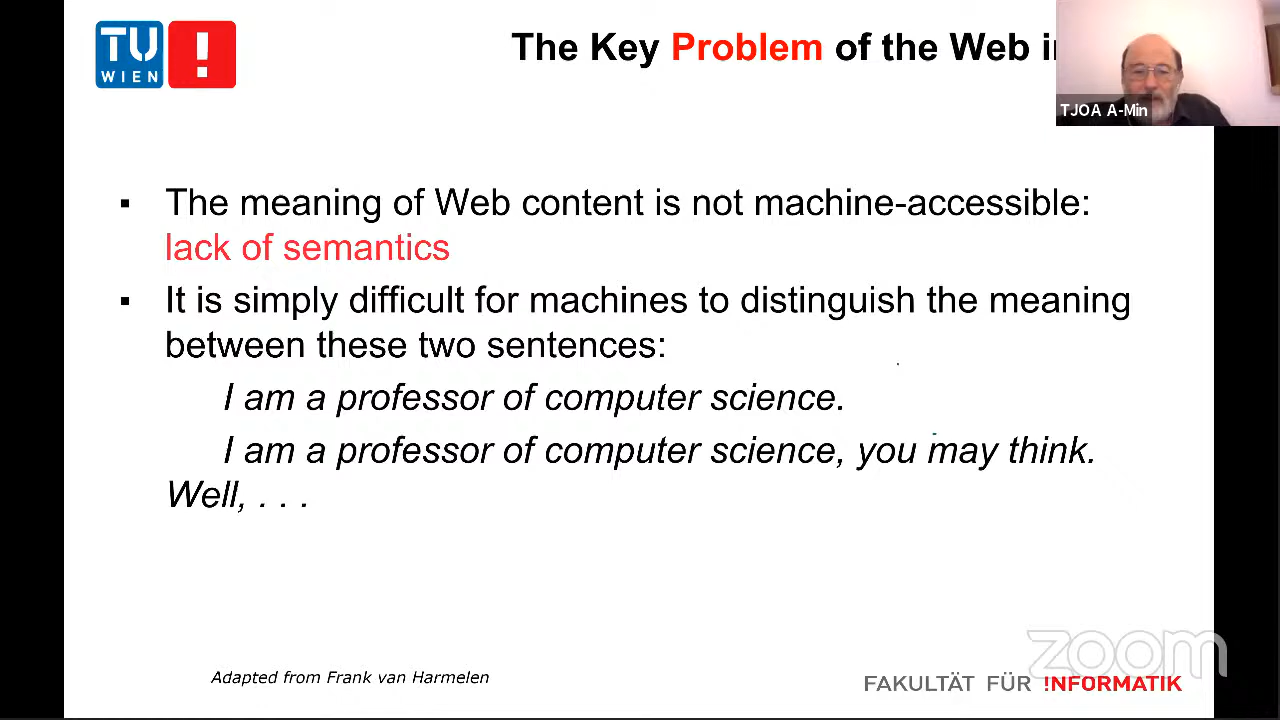 TU
WIEN
!
The Key Problem of the Web
TJOA A-Min
▪ The meaning of Web content is not machine-accessible:
lack of semantics
▪ It is simply difficult for machines to distinguish the meaning
between these two sentences:
I am a professor of computer science.
I am a professor of computer science, you may think.
Well, . . .
zoom
Adapted from Frank van Harmelen
FAKULTÄT FÜR !NFORMATIK